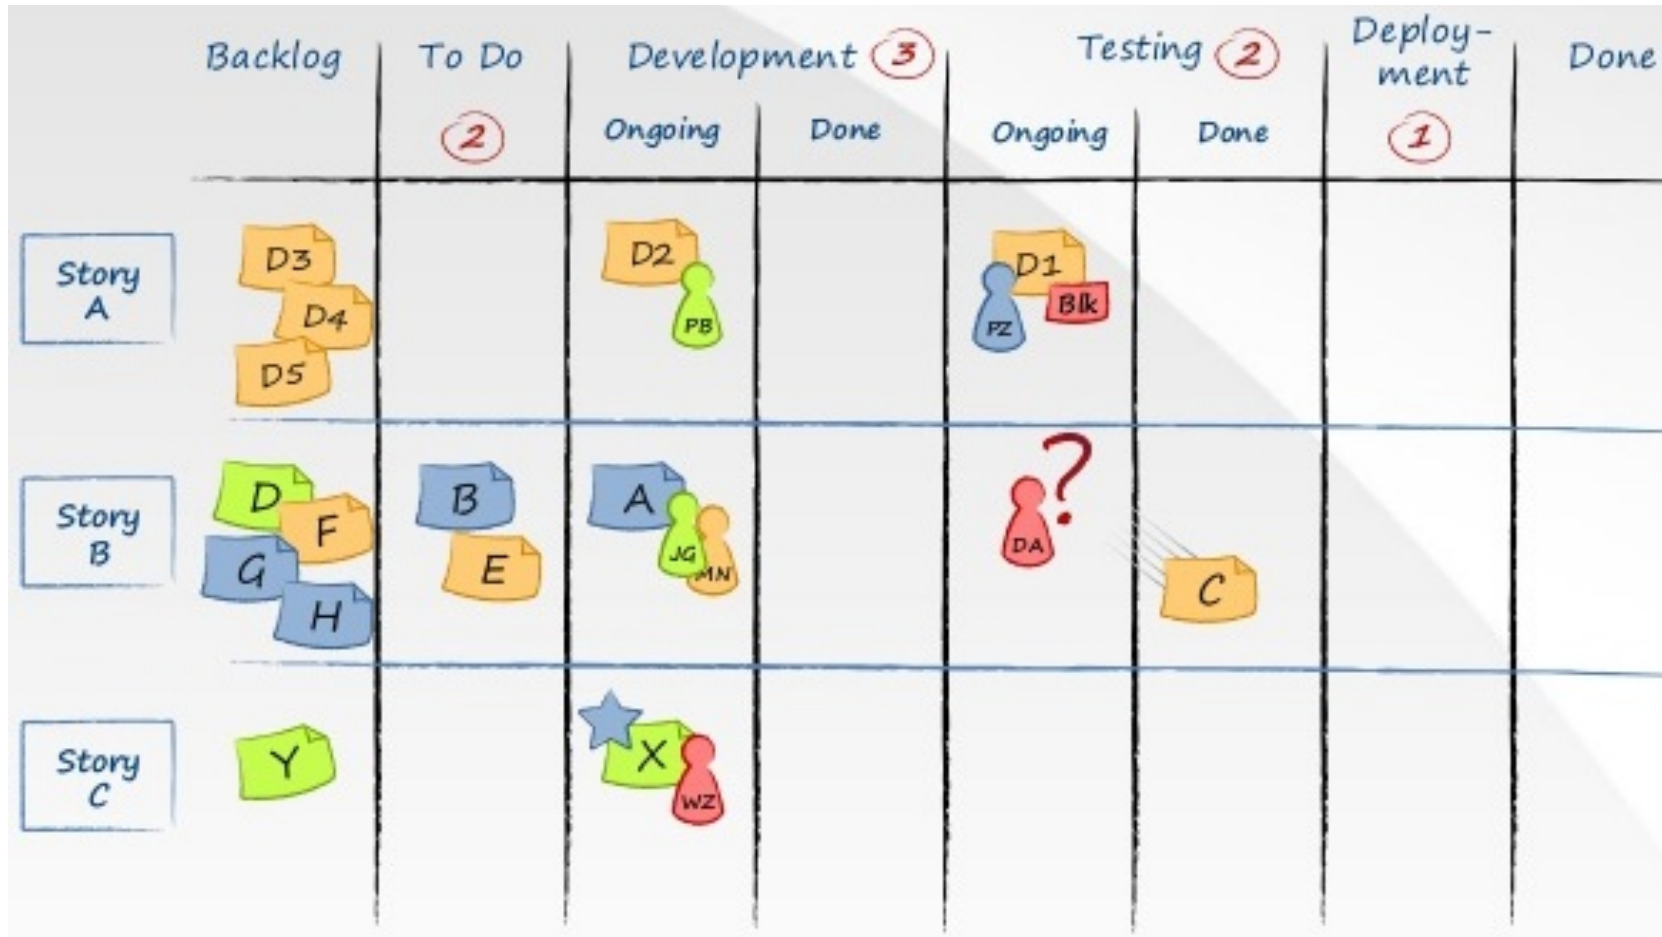 Backlog
To Do
2
Development 3
Ongoing
Done
Testing 2
Ongoing
Done
Deploy-
ment
1
Done
Story
A
D3
D4
D5
D2
PB
D1
PZ
Blk
Story
B
D
F
G
H
B
E
A
JG
MN
?
DA
C
Story
C
Y
X
WZ